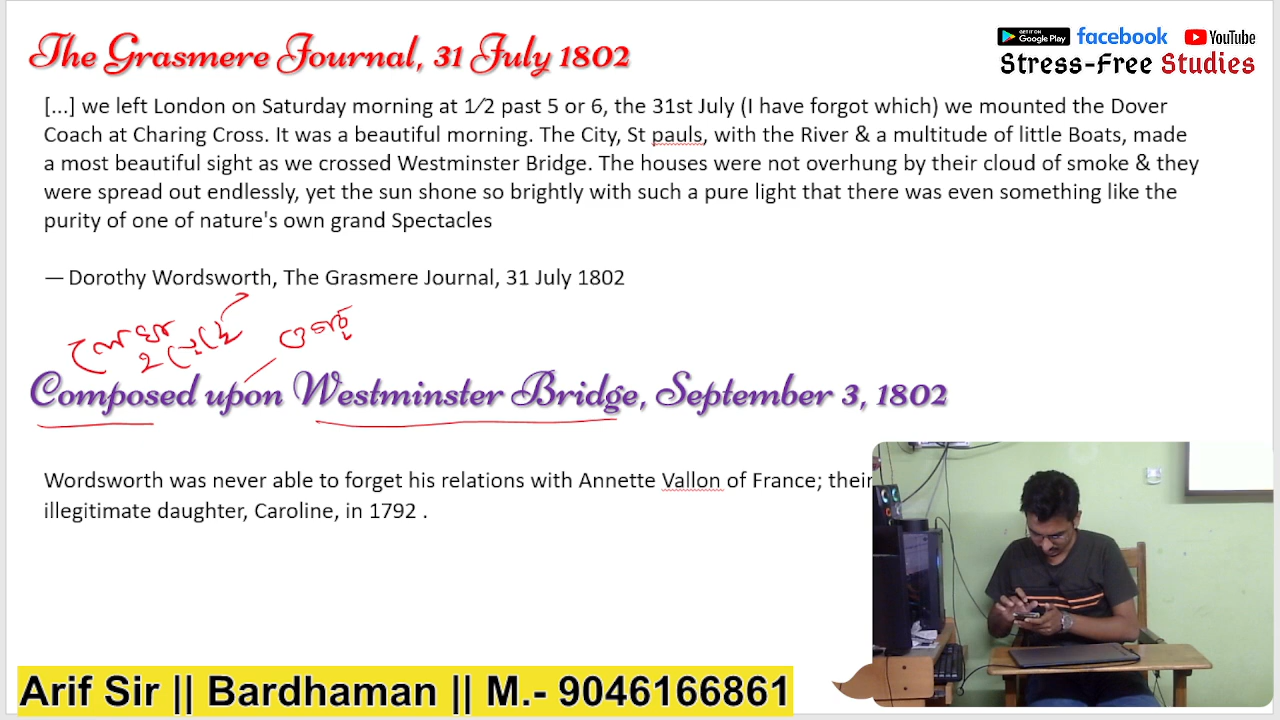 The Grasmere Journal, 31 July 1802
GET IT ON Google Play facebook YouTube
Stress-Free Studies
[...] we left London on Saturday morning at 1⁄2 past 5 or 6, the 31st July (I have forgot which) we mounted the Dover
Coach at Charing Cross. It was a beautiful morning. The City, St pauls, with the River & a multitude of little Boats, made
a most beautiful sight as we crossed Westminster Bridge. The houses were not overhung by their cloud of smoke & they
were spread out endlessly, yet the sun shone so brightly with such a pure light that there was even something like the
purity of one of nature's own grand Spectacles
— Dorothy Wordsworth, The Grasmere Journal, 31 July 1802
Composed upon Westminster Bridge, September 3, 1802
Wordsworth was never able to forget his relations with Annette Vallon of France; their
illegitimate daughter, Caroline, in 1792 .
Arif Sir || Bardhaman || M.- 9046166861